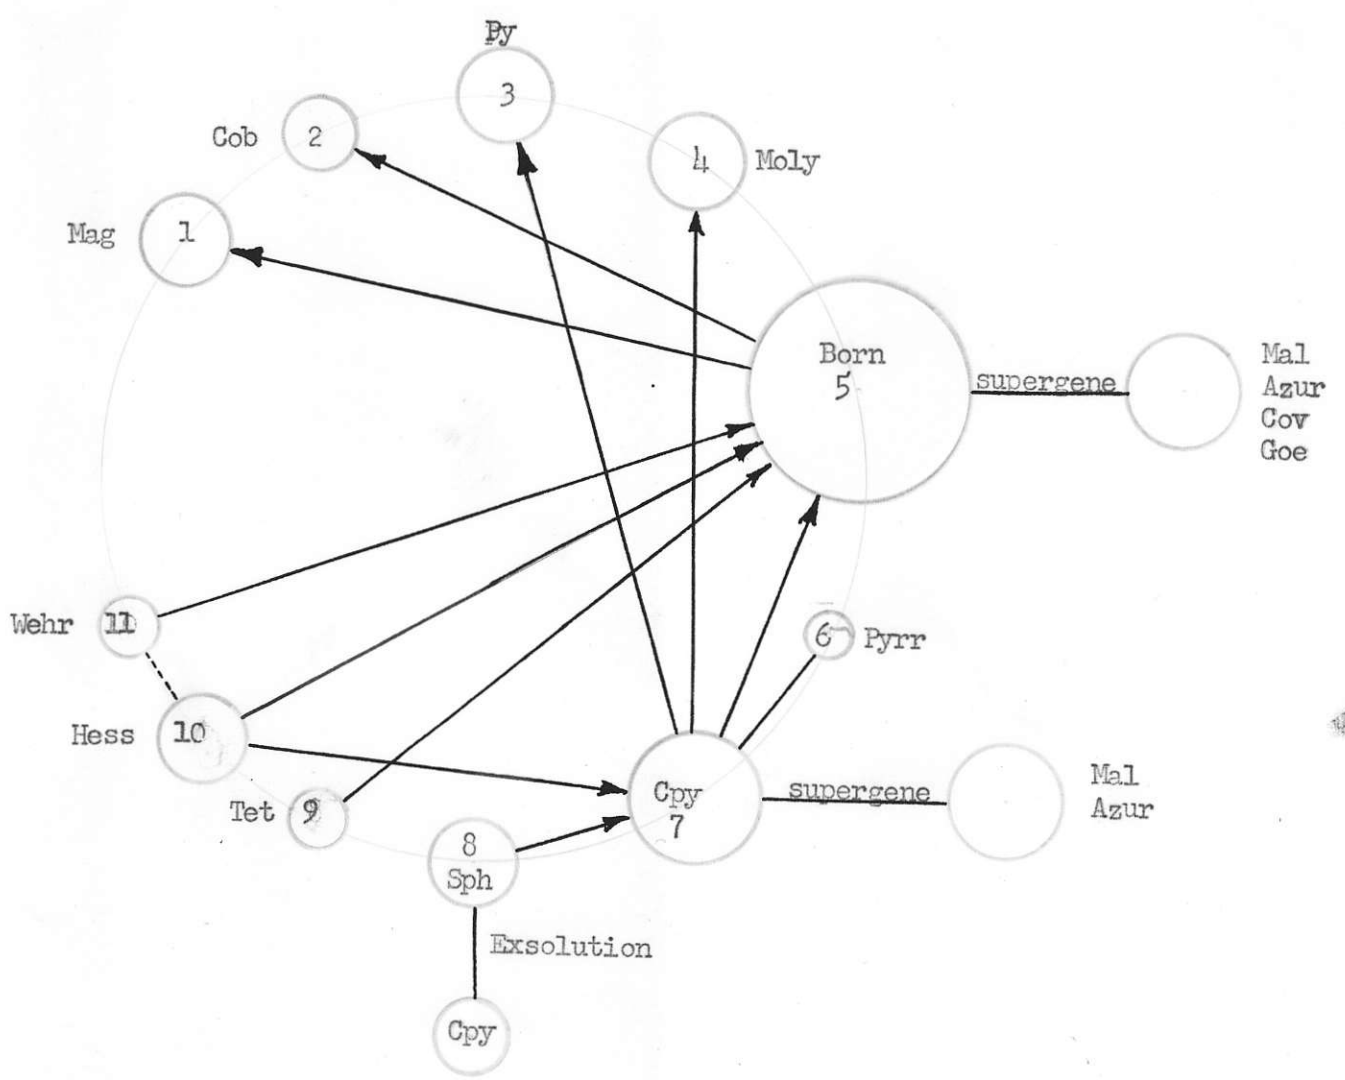 Py
3
Cob 2
4 Moly
Mag 1
Born
5
supergene
Mal
Azur
Cov
Goe
Wehr 11
6 Pyrr
Hess 10
Tet 9
Cpy
7
supergene
Mal
Azur
8
Sph
Exsolution
Cpy